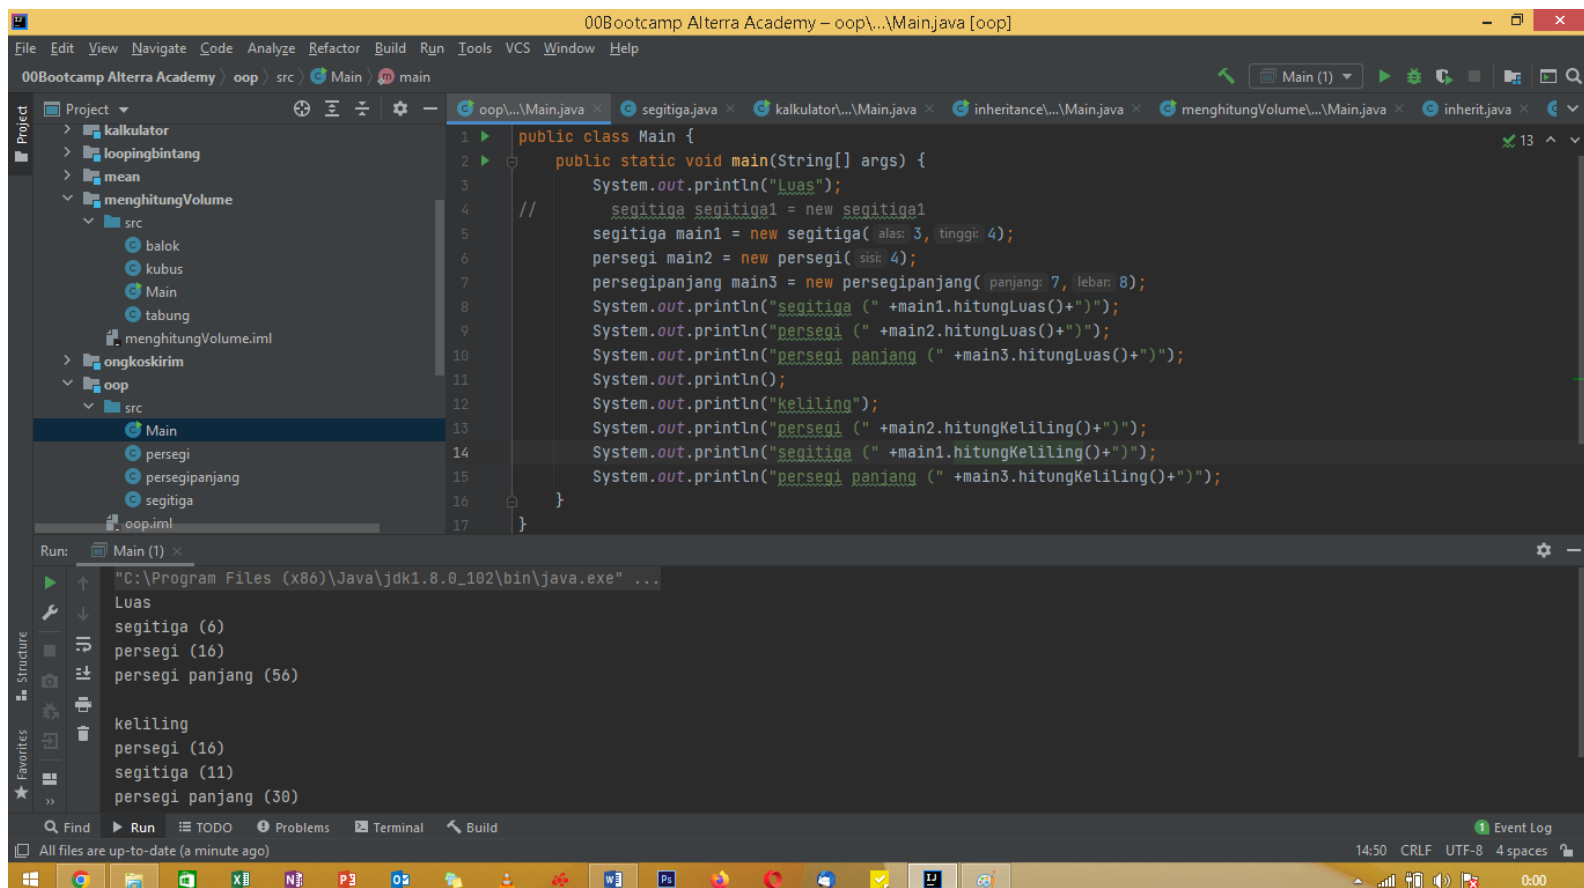 00Bootcamp Alterra Academy – oop\...\Main.java [oop]
File Edit View Navigate Code Analyze Refactor Build Run Tools VCS Window Help
00Bootcamp Alterra Academy oop src Main main
Main (1)
Project
Project
oop\...\Main.java segitiga.java kalkulator\...\Main.java inheritance\...\Main.java menghitungVolume\...\Main.java inherit.java
kalkulator
loopingbintang
mean
menghitungVolume
src
balok
kubus
Main
tabung
menghitungVolume.iml
ongkoskirim
oop
src
Main
persegi
persegipanjang
segitiga
oop.iml
13
1 public class Main {
2 public static void main(String[] args) {
3 System.out.println("Luas");
4 // segitiga segitiga1 = new segitiga1
5 segitiga main1 = new segitiga( alas: 3, tinggi: 4);
6 persegi main2 = new persegi( sisi: 4);
7 persegipanjang main3 = new persegipanjang( panjang: 7, lebar: 8);
8 System.out.println("segitiga (" +main1.hitungLuas()+")");
9 System.out.println("persegi (" +main2.hitungLuas()+")");
10 System.out.println("persegi panjang (" +main3.hitungLuas()+")");
11 System.out.println();
12 System.out.println("keliling");
13 System.out.println("persegi (" +main2.hitungKeliling()+")");
14 System.out.println("segitiga (" +main1.hitungKeliling()+")");
15 System.out.println("persegi panjang (" +main3.hitungKeliling()+")");
16 }
17 }
Run: Main (1)
"C:\Program Files (x86)\Java\jdk1.8.0_102\bin\java.exe" ...
Luas
segitiga (6)
persegi (16)
persegi panjang (56)
keliling
persegi (16)
segitiga (11)
persegi panjang (30)
Structure
Favorites
Find Run TODO Problems Terminal Build
1 Event Log
All files are up-to-date (a minute ago)
14:50 CRLF UTF-8 4 spaces
0:00